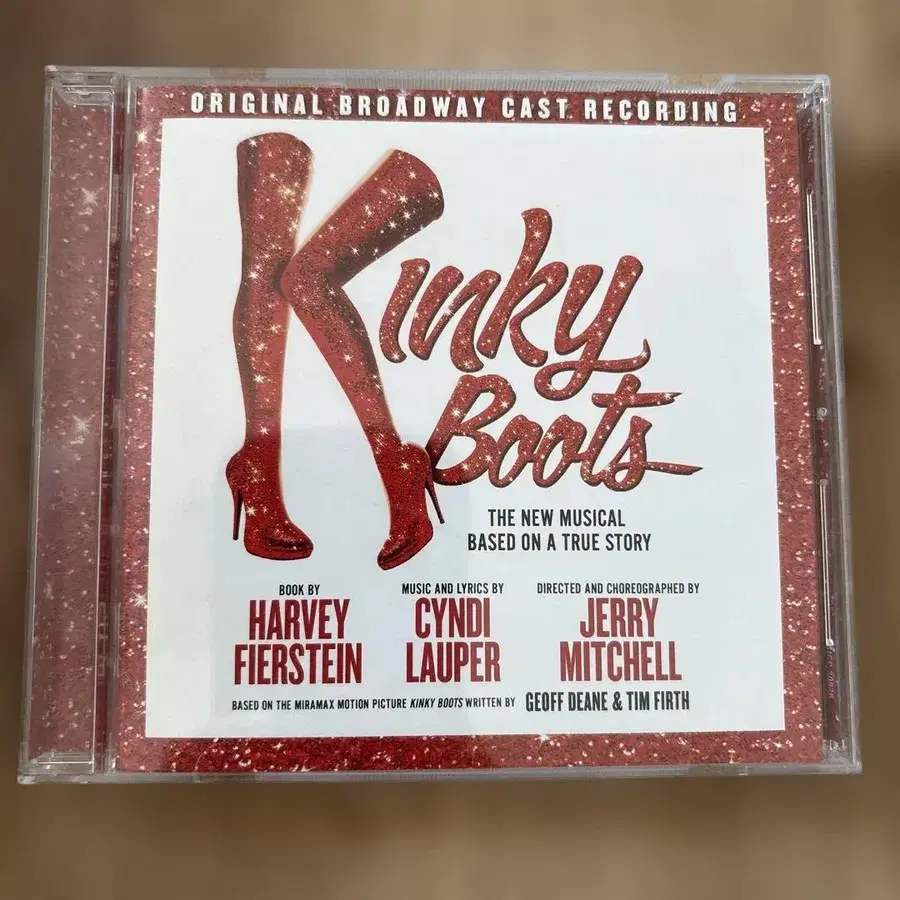 ORIGINAL BROADWAY CAST RECORDING
Kinky
Boots
THE NEW MUSICAL
BASED ON A TRUE STORY
BOOK BY
HARVEY
FIERSTEIN
MUSIC AND LYRICS BY
CYNDI
LAUPER
DIRECTED AND CHOREOGRAPHED BY
JERRY
MITCHELL
BASED ON THE MIRAMAX MOTION PICTURE KINKY BOOTS WRITTEN BY GEOFF DEANE & TIM FIRTH